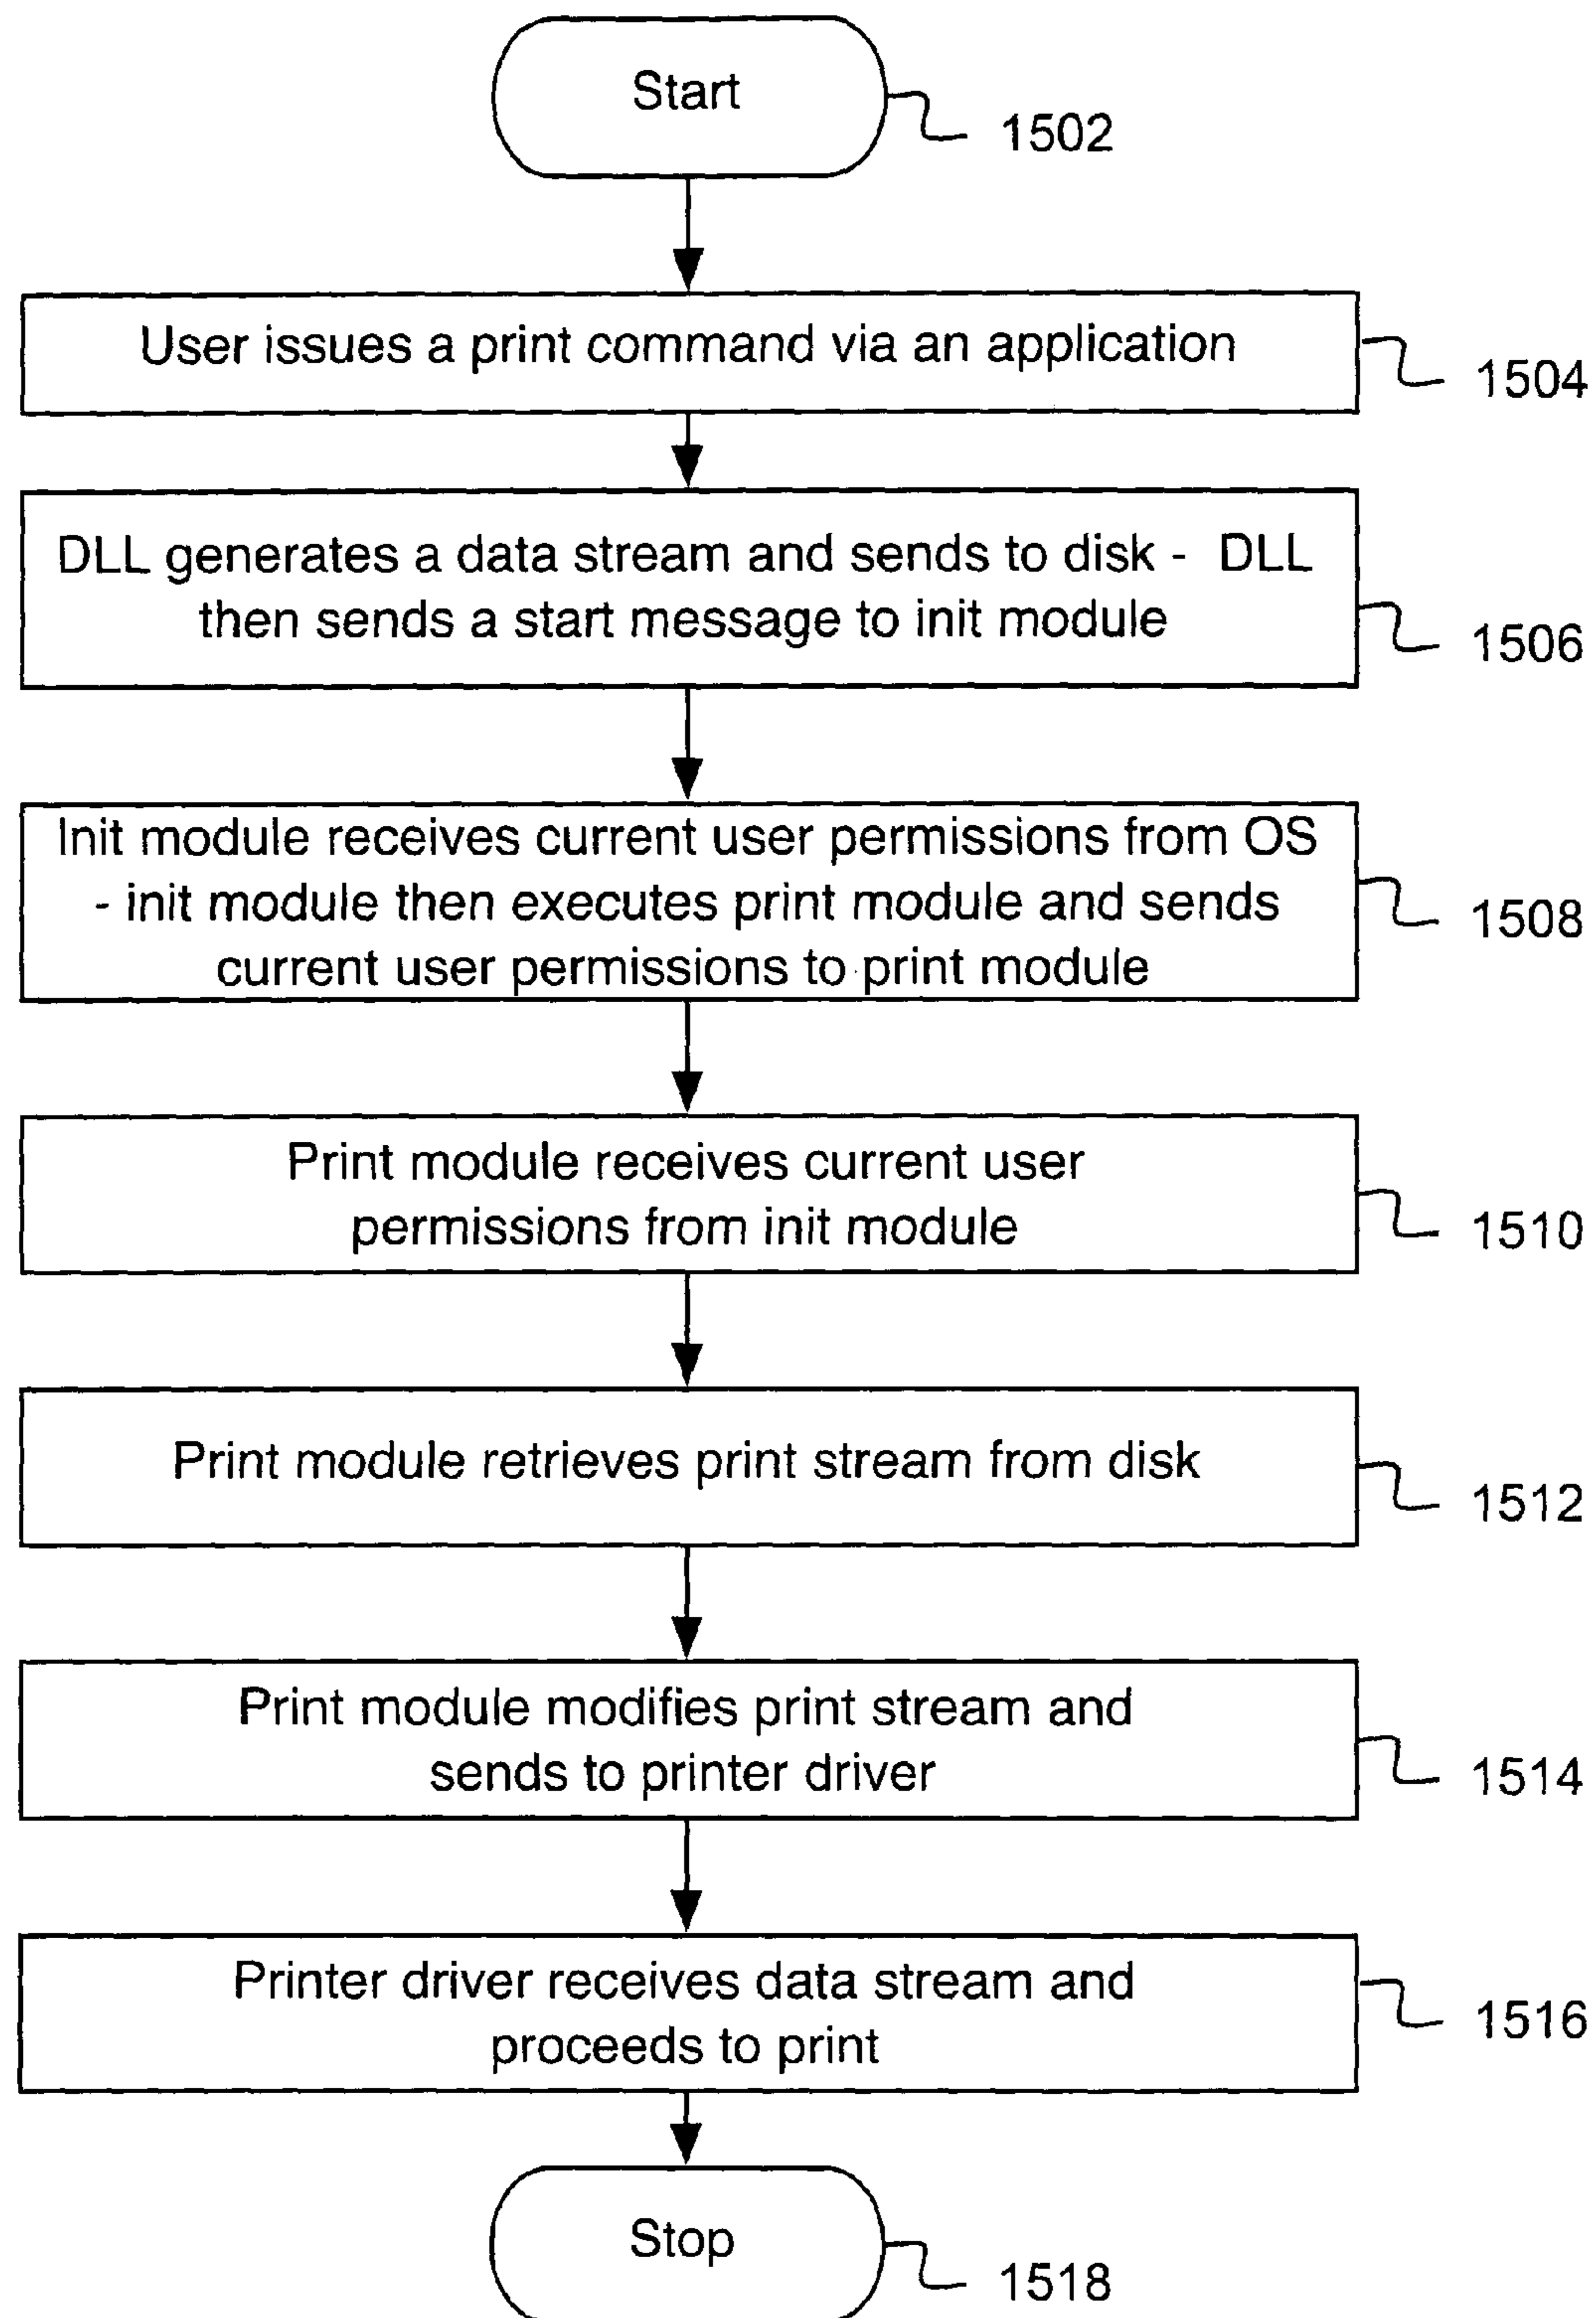 Start
1502
User issues a print command via an application
1504
DLL generates a data stream and sends to disk - DLL
then sends a start message to init module
1506
Init module receives current user permissions from OS
- init module then executes print module and sends
current user permissions to print module
1508
Print module receives current user
permissions from init module
1510
Print module retrieves print stream from disk
1512
Print module modifies print stream and
sends to printer driver
1514
Printer driver receives data stream and
proceeds to print
1516
Stop
1518